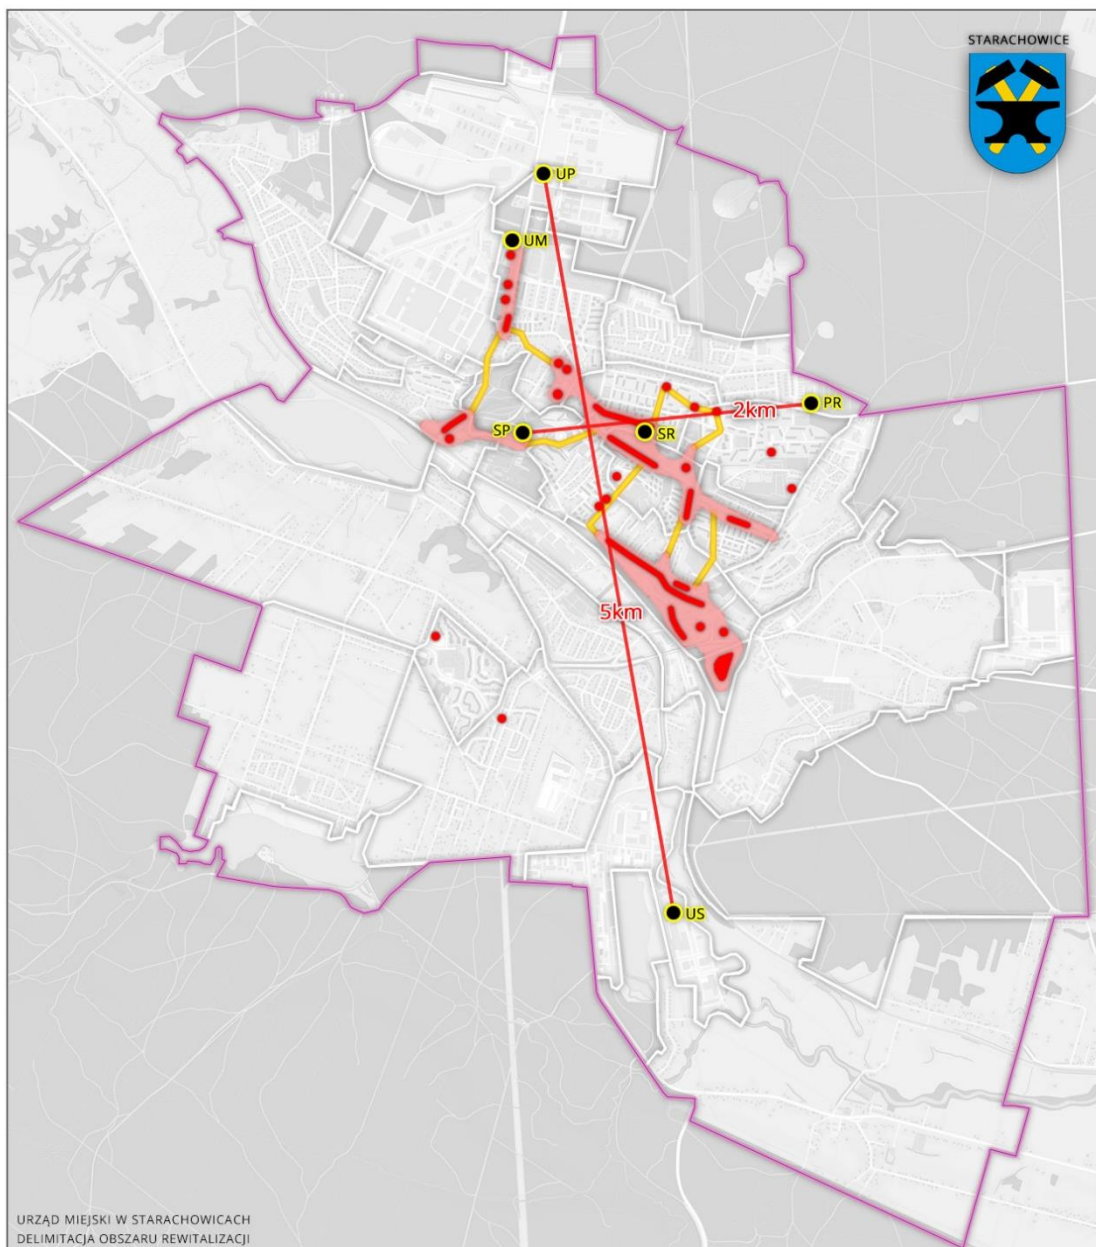 STARACHOWICE
UP
UM
PR
2km
SP
SR
5km
US
URZĄD MIEJSKI W STARACHOWICACH
DELIMITACJA OBSZARU REWITALIZACJI